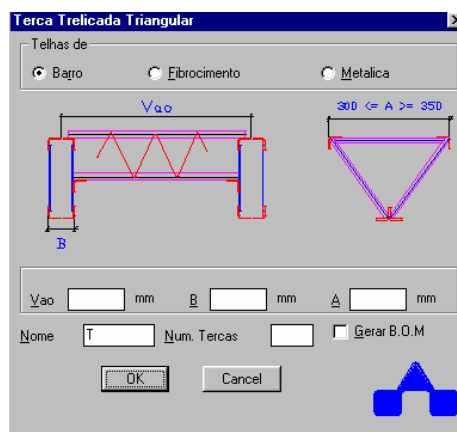 Terca Trelicada Triangular
Telhas de
Barro Fibrocimento Metalica
Vao 300 <= A >= 350
B
Vao mm B mm A mm
Nome T Num. Tercas Gerar B.O.M
OK Cancel